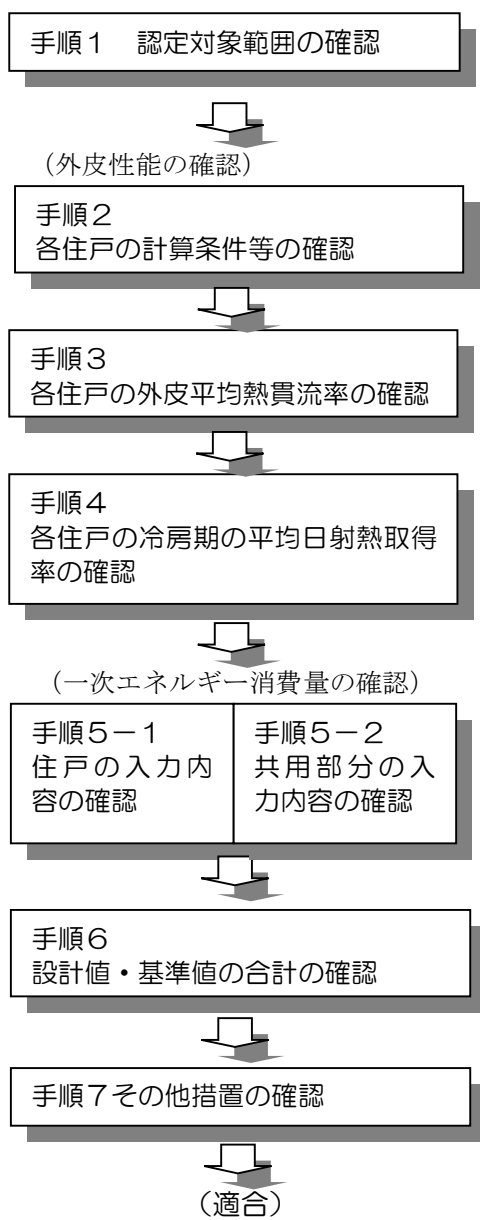 手順１　認定対象範囲の確認
（外皮性能の確認）
手順２
各住戸の計算条件等の確認
手順３
各住戸の外皮平均熱貫流率の確認
手順４
各住戸の冷房期の平均日射熱取得
率の確認
（一次エネルギー消費量の確認）
手順５－１
住戸の入力内
容の確認
手順５－２
共用部分の入
力内容の確認
手順６
設計値・基準値の合計の確認
手順７その他措置の確認
（適合）